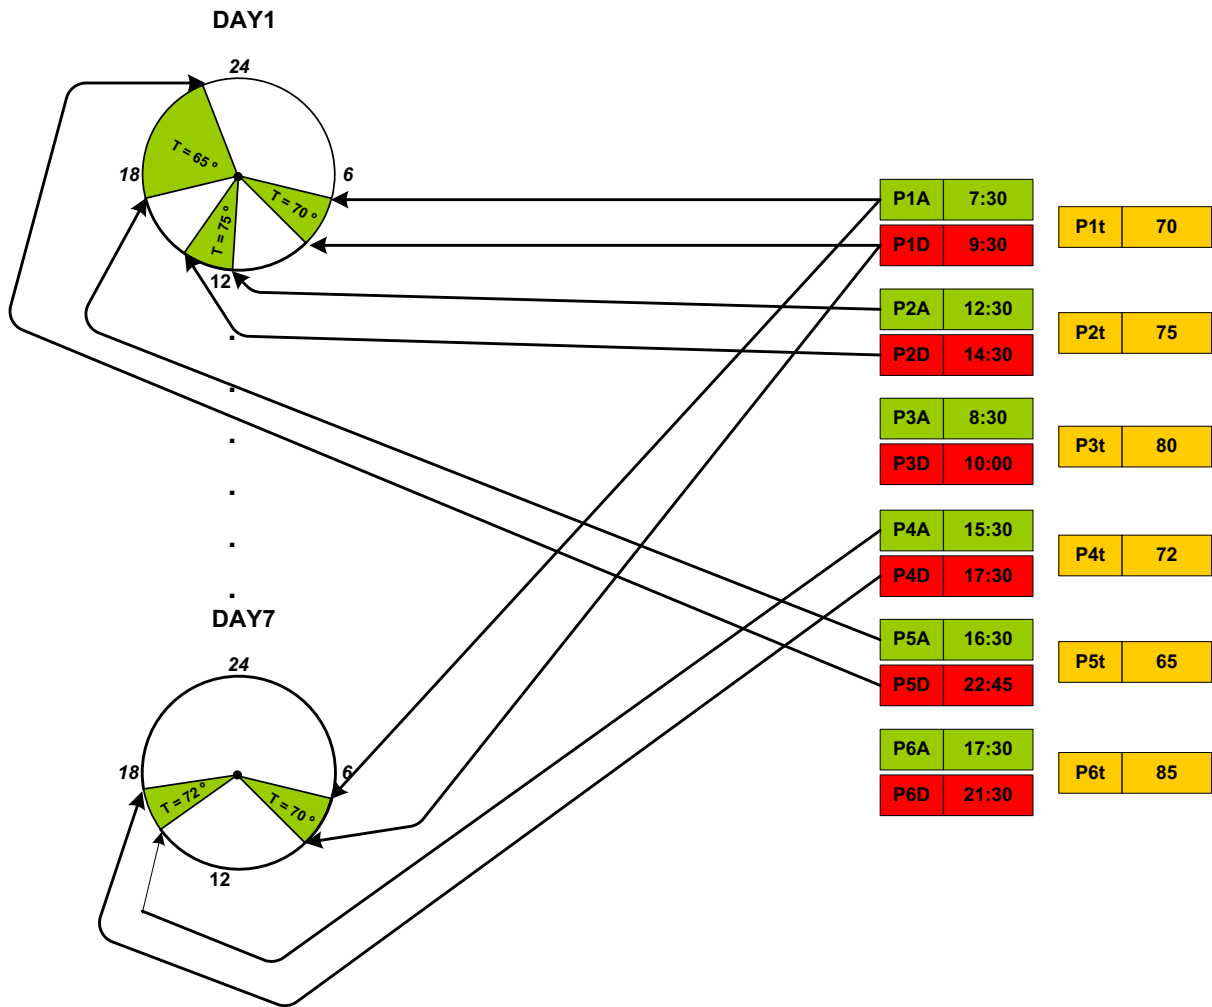 DAY1
24
T = 65 º
18
6
T = 70 º
T = 75 º
12
P1A 7:30
P1D 9:30
P1t 70
P2A 12:30
P2D 14:30
P2t 75
P3A 8:30
P3D 10:00
P3t 80
P4A 15:30
P4D 17:30
P4t 72
P5A 16:30
P5D 22:45
P5t 65
P6A 17:30
P6D 21:30
P6t 85
DAY7
24
18
6
T = 72 º
T = 70 º
12